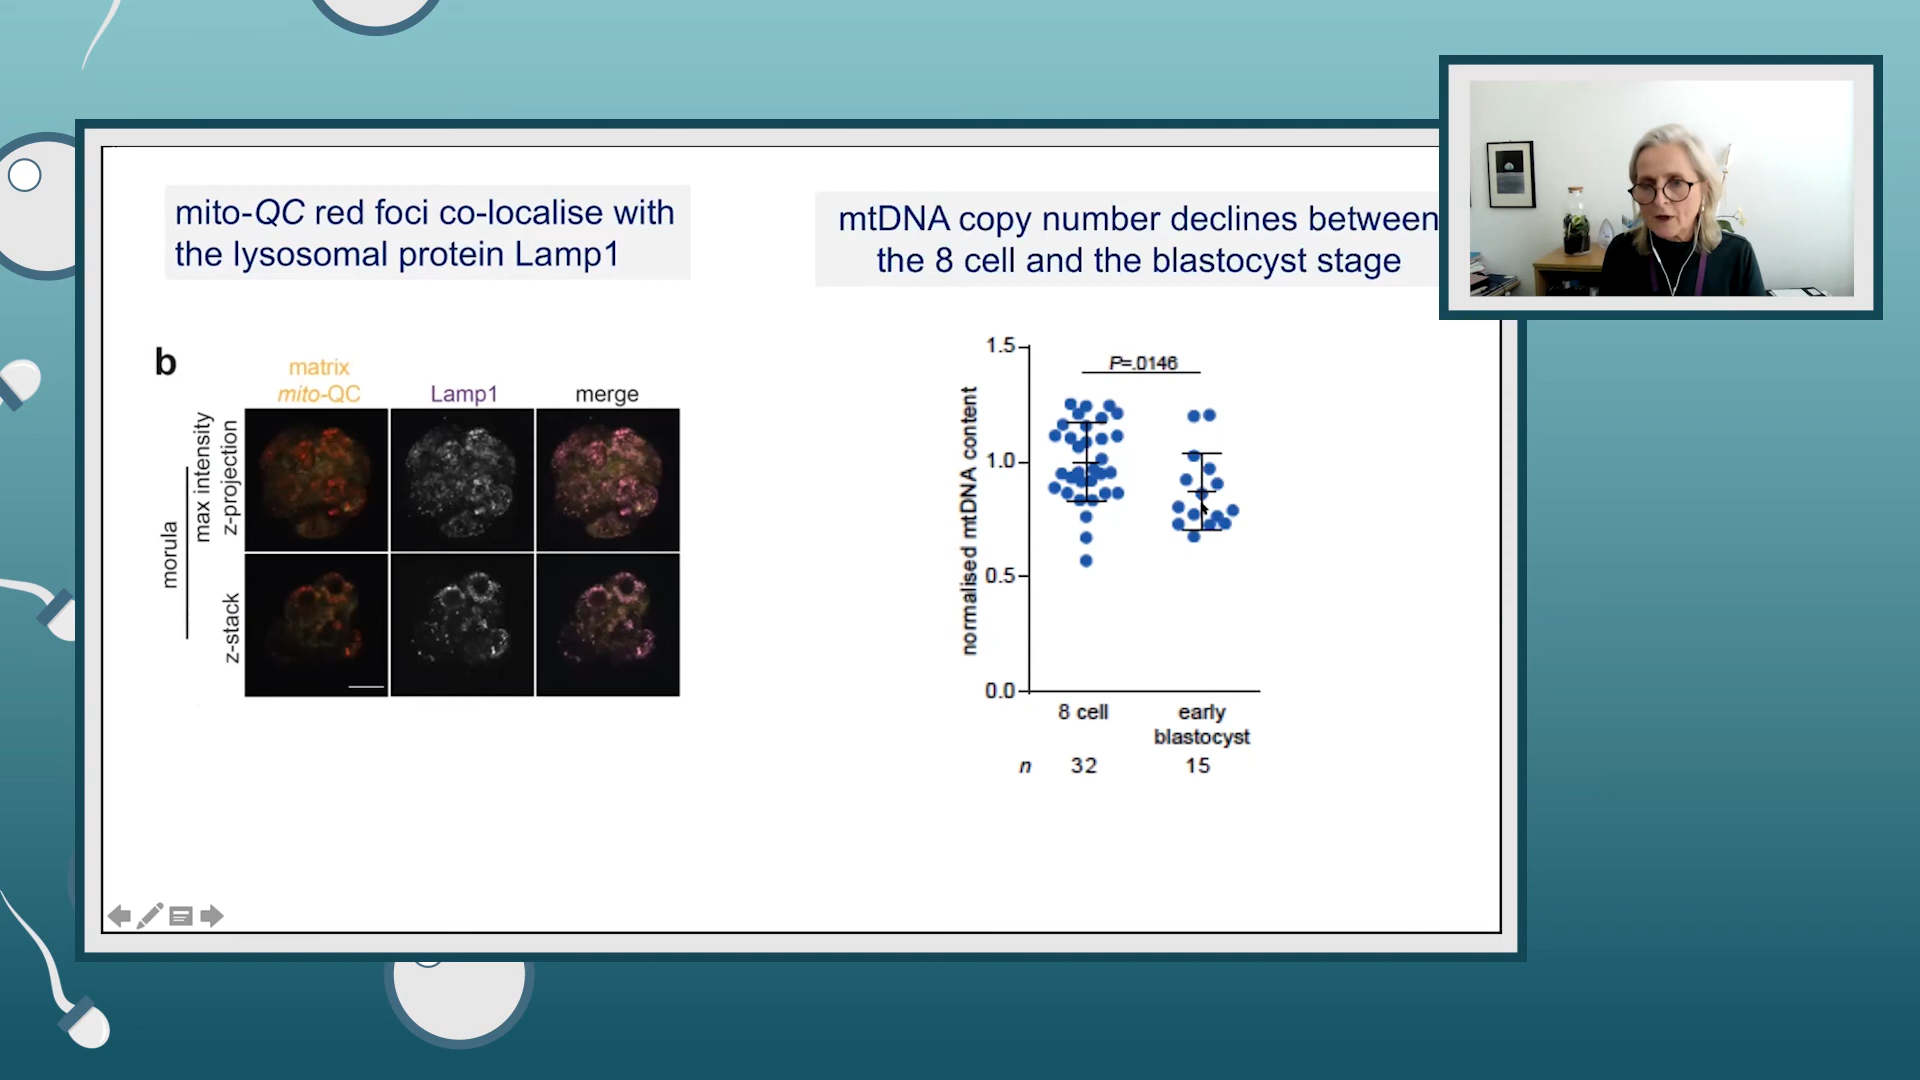 mito-QC red foci co-localise with
the lysosomal protein Lamp1
mtDNA copy number declines between
the 8 cell and the blastocyst stage
b
matrix
mito-QC
Lamp1
merge
morula
max intensity
z-projection
z-stack
normalised mtDNA content
1.5
1.0
0.5
0.0
P=.0146
8 cell
early
blastocyst
n 32 15